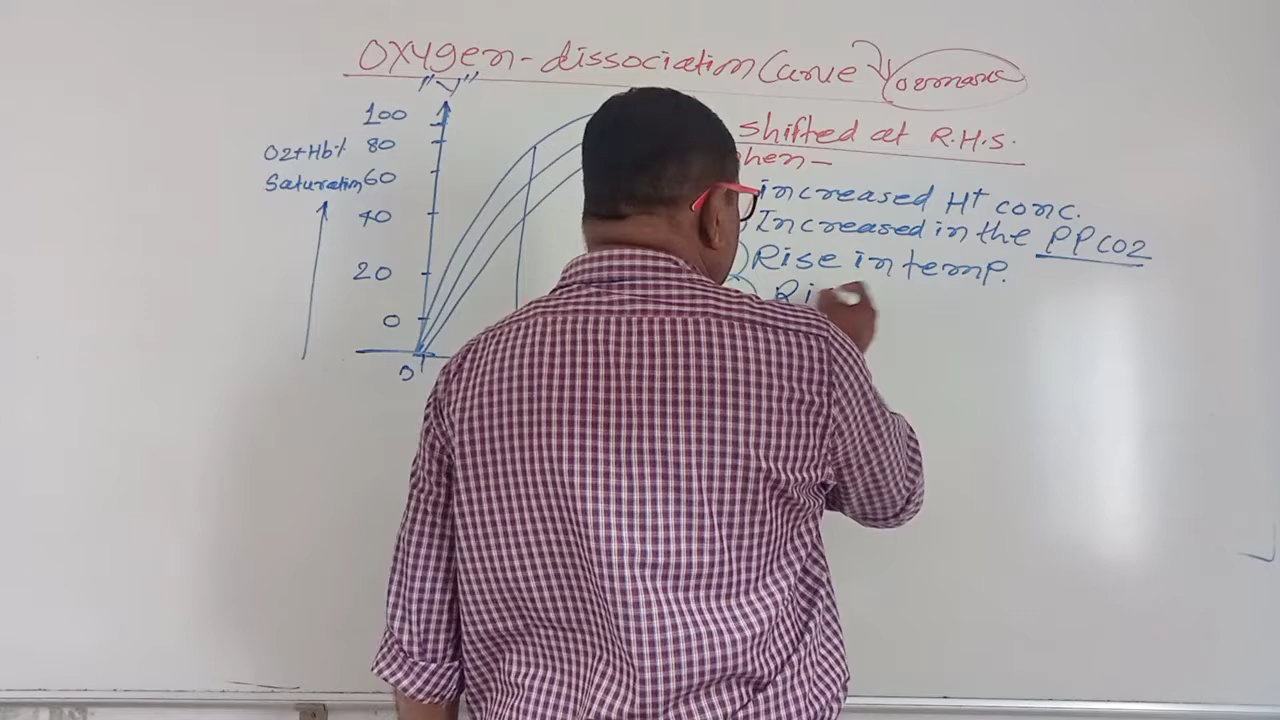 Oxygen-dissociation Curve
"y"
100
O2+Hb% 80
Saturation 60
40
20
0
0
shifted at R.H.S.
when-
increased H+ conc.
Increased in the PPCO2
Rise in temp.
Ri